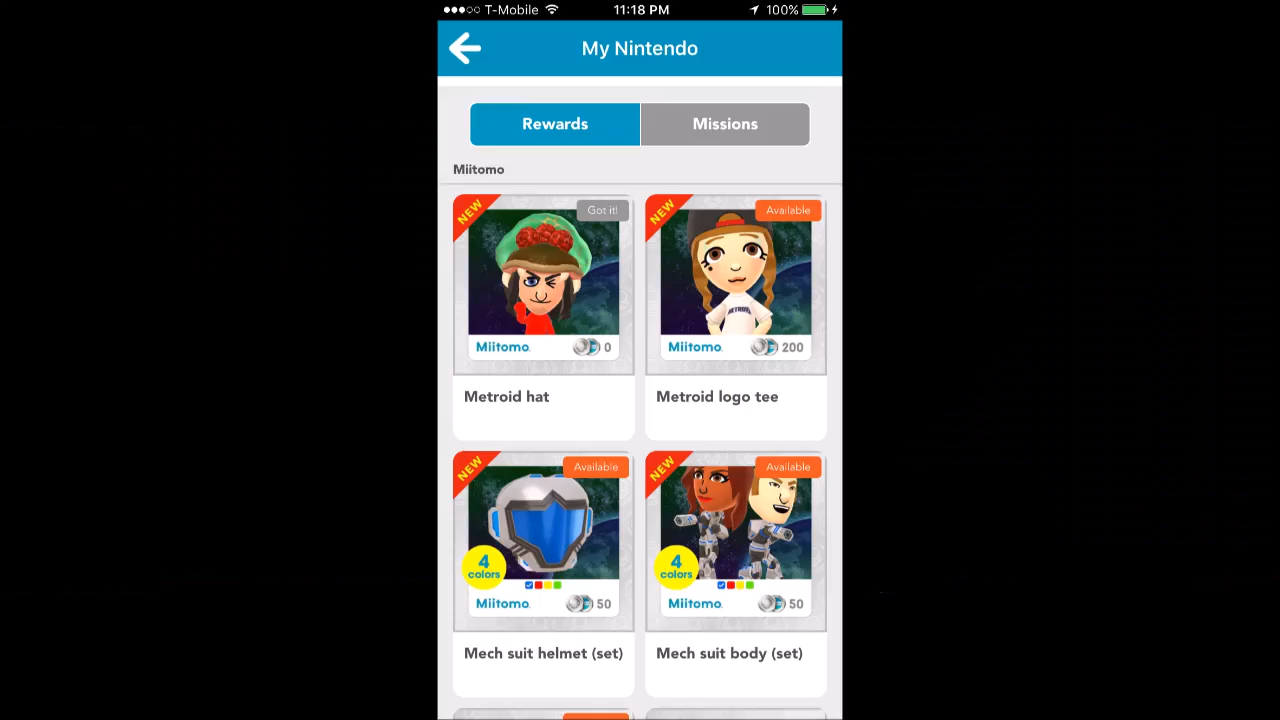 T-Mobile 11:18 PM 100%
My Nintendo
Rewards Missions
Miitomo
NEW Got it!
Miitomo 0
Metroid hat
NEW Available
METROID
Miitomo 200
Metroid logo tee
NEW Available
4
colors
Miitomo 50
Mech suit helmet (set)
NEW Available
4
colors
Miitomo 50
Mech suit body (set)